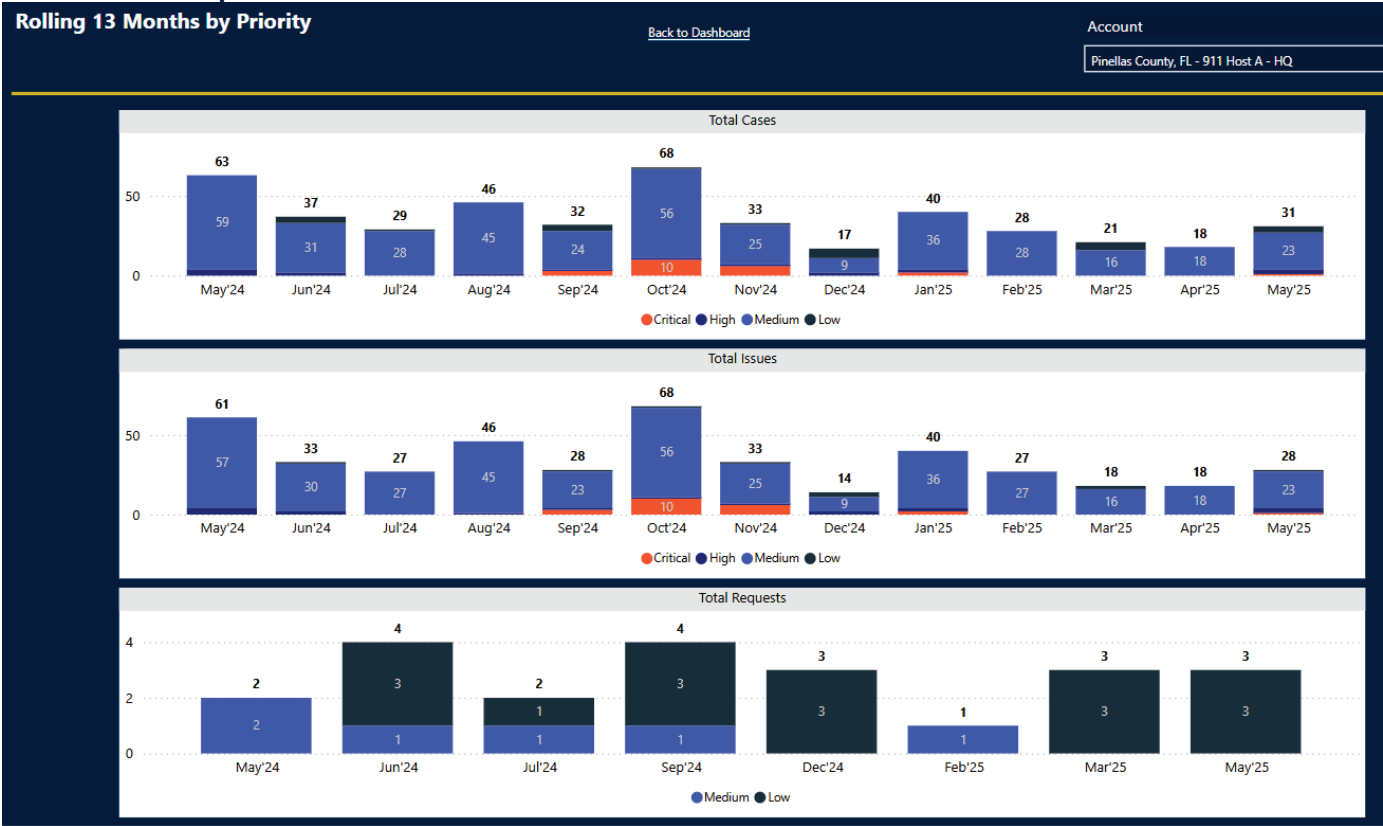 Rolling 13 Months by Priority
Back to Dashboard
Account
Pinellas County, FL - 911 Host A - HQ
Total Cases
63 37 29 46 32 68 33 17 40 28 21 18 31
50
0
59 31 28 45 24 56 10 25 9 36 28 16 18 23
May'24 Jun'24 Jul'24 Aug'24 Sep'24 Oct'24 Nov'24 Dec'24 Jan'25 Feb'25 Mar'25 Apr'25 May'25
Critical High Medium Low
Total Issues
61 33 27 46 28 68 33 14 40 27 18 18 28
50
0
57 30 27 45 23 56 10 25 9 36 27 16 18 23
May'24 Jun'24 Jul'24 Aug'24 Sep'24 Oct'24 Nov'24 Dec'24 Jan'25 Feb'25 Mar'25 Apr'25 May'25
Critical High Medium Low
Total Requests
2 4 2 4 3 1 3 3
4
2
0
2 3 1 1 1 3 1 3 1 3 3
May'24 Jun'24 Jul'24 Sep'24 Dec'24 Feb'25 Mar'25 May'25
Medium Low